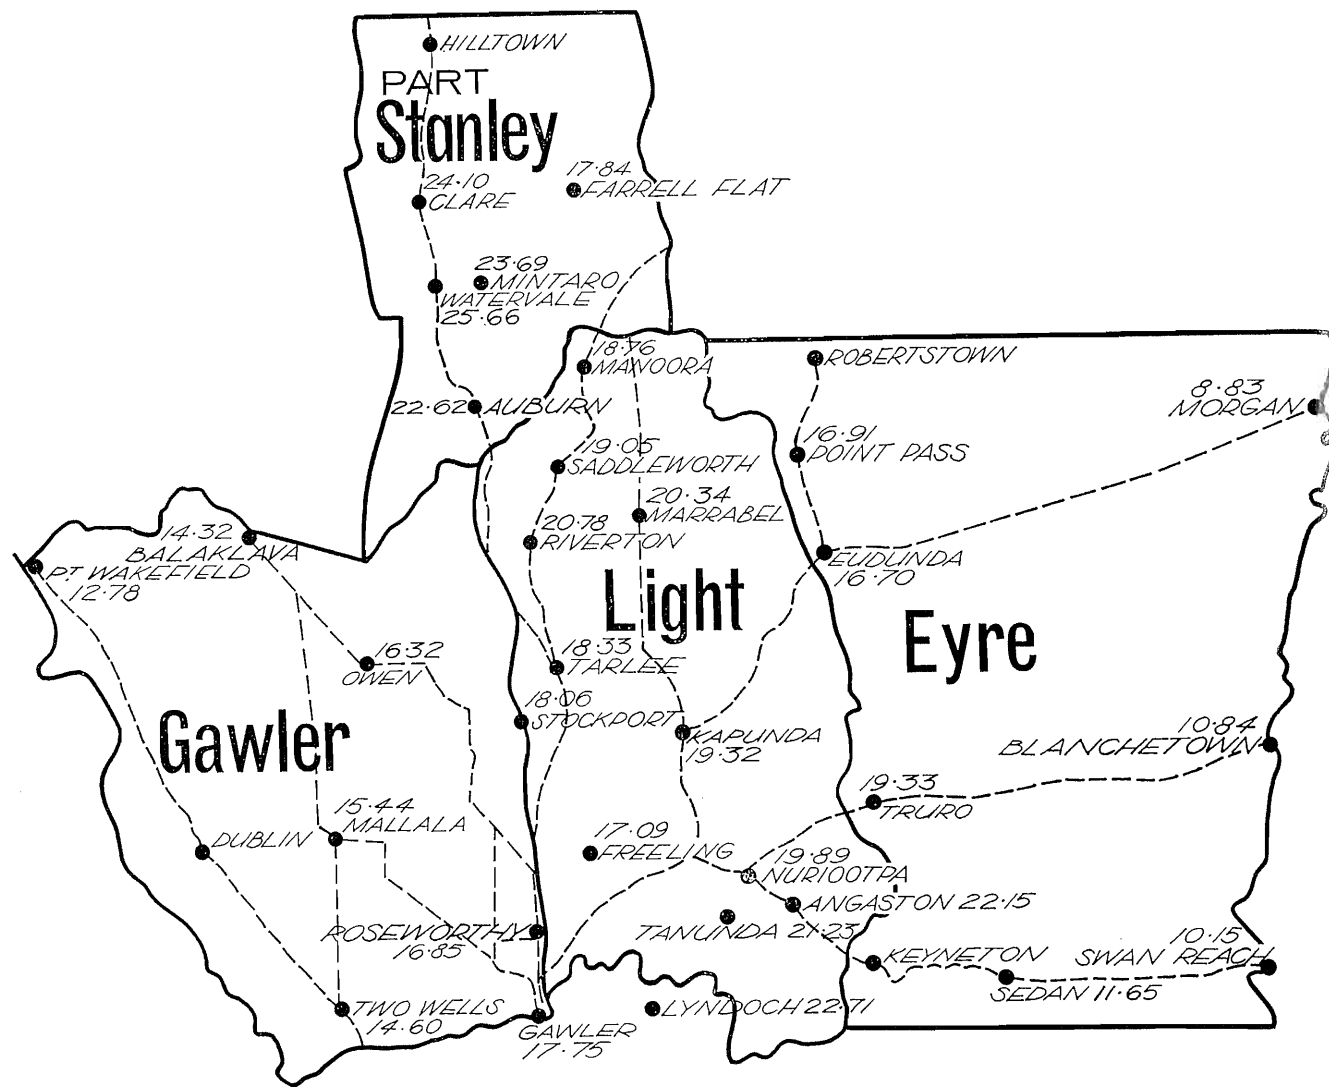 HILLTOWN
PART
Stanley
17·84
FARRELL FLAT
24·10
CLARE
23·69
MINTARO
WATERVALE
25·66
18·76
MANOORA
ROBERTSTOWN
8·83
MORGAN
22·62 AUBURN
16·91
POINT PASS
19·05
SADDLEWORTH
20·34
MARRABEL
14·32
BALAKLAVA
PT. WAKEFIELD
12·78
20·78
RIVERTON
EUDUNDA
16·70
Light
Eyre
16·32
OWEN
18·33
TARLEE
18·06
STOCKPORT
Gawler
KAPUNDA
19·32
10·84
BLANCHETOWN
19·33
TRURO
15·44
MALLALA
DUBLIN
17·09
FREELING
19·89
NURIOOTPA
ANGASTON 22·15
TANUNDA 21·23
ROSEWORTHY
16·85
KEYNETON
10·15
SWAN REACH
SEDAN 11·65
TWO WELLS
14·60
LYNDOCH 22·71
GAWLER
17·75